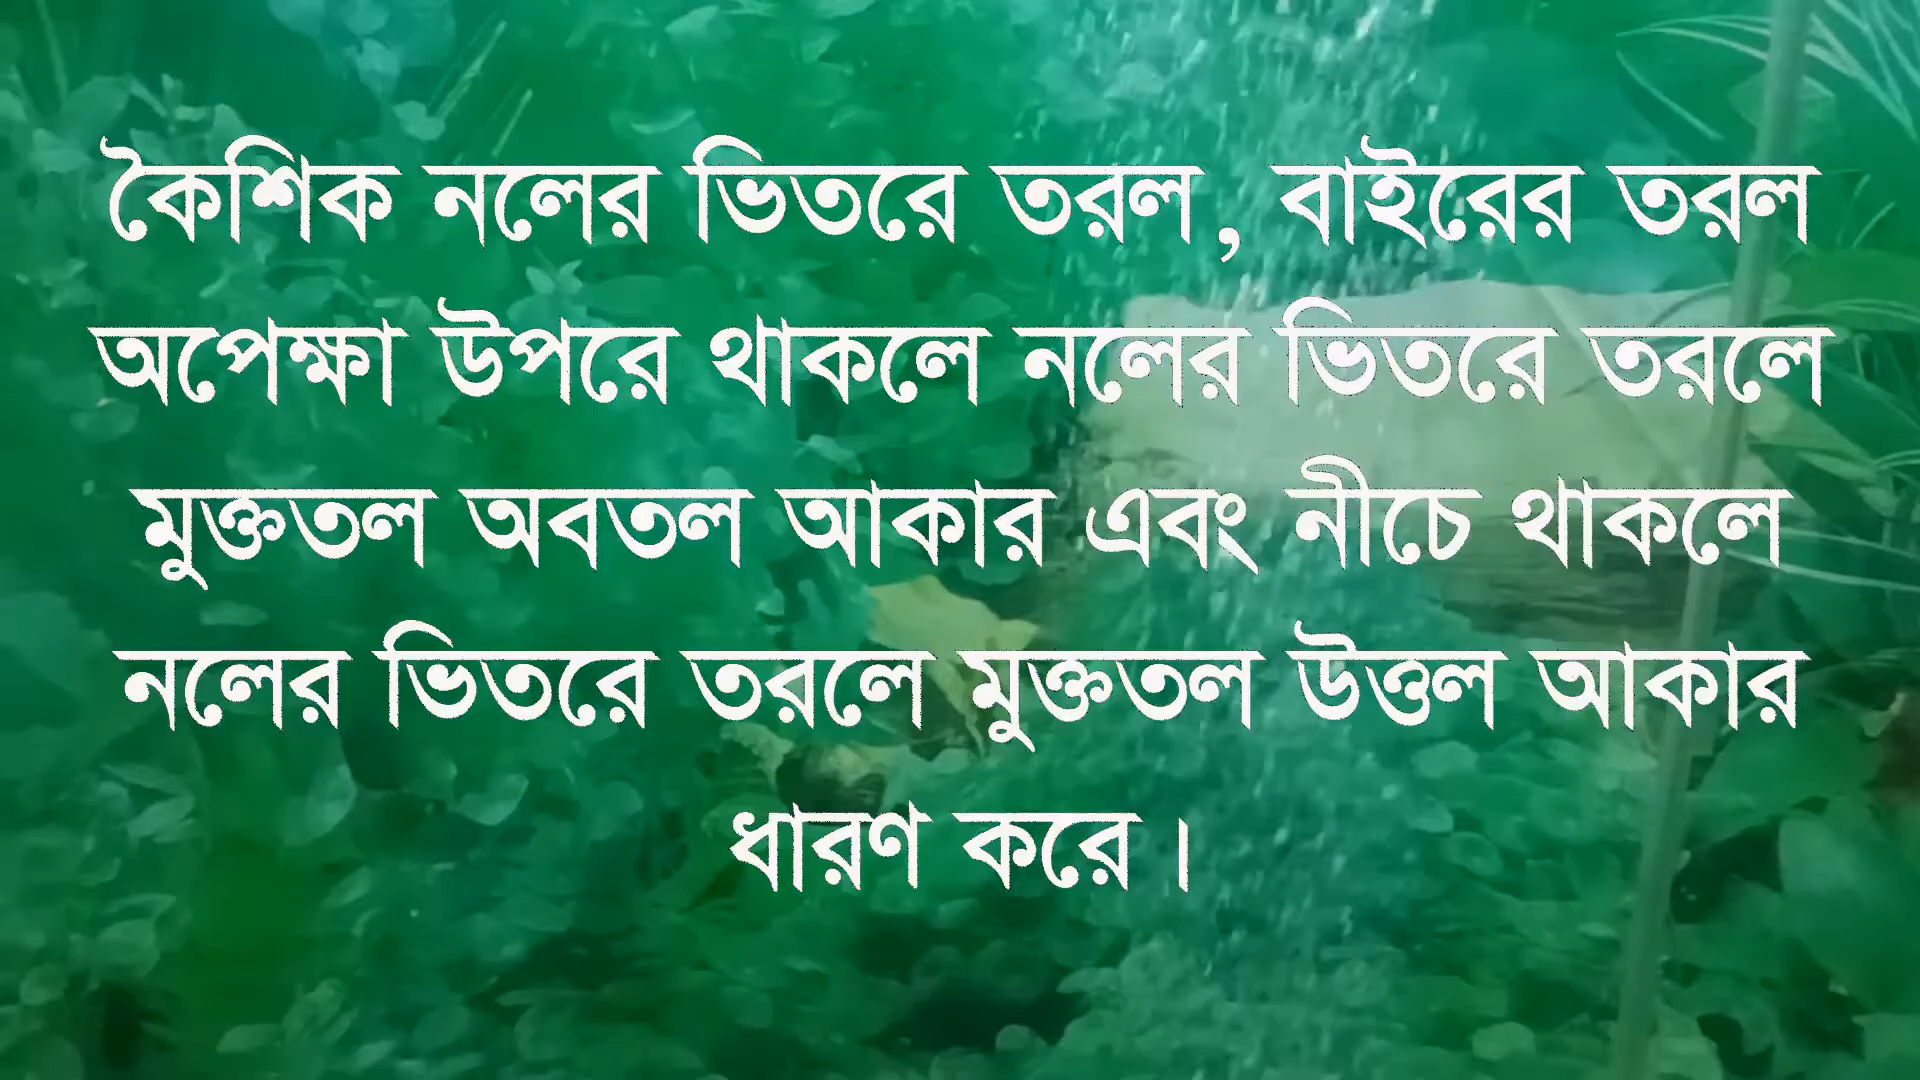 কৈশিক নলের ভিতরে তরল, বাইরের তরল
অপেক্ষা উপরে থাকলে নলের ভিতরে তরলে
মুক্ততল অবতল আকার এবং নীচে থাকলে
নলের ভিতরে তরলে মুক্ততল উত্তল আকার
ধারণ করে।